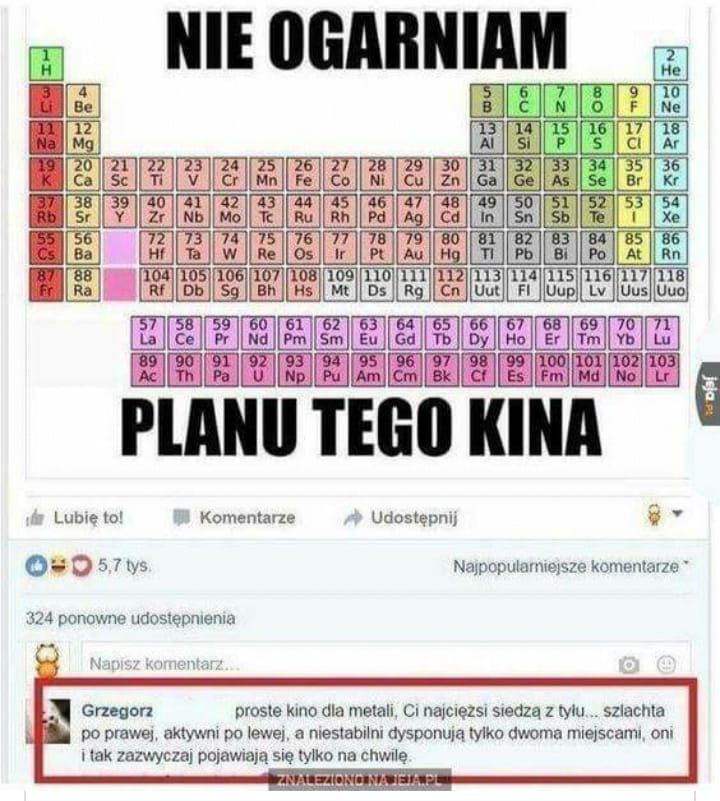 NIE OGARNIAM
1 2
H He
3 4 5 6 7 8 9 10
Li Be B C N O F Ne
11 12 13 14 15 16 17 18
Na Mg Al Si P S Cl Ar
19 20 21 22 23 24 25 26 27 28 29 30 31 32 33 34 35 36
K Ca Sc Ti V Cr Mn Fe Co Ni Cu Zn Ga Ge As Se Br Kr
37 38 39 40 41 42 43 44 45 46 47 48 49 50 51 52 53 54
Rb Sr Y Zr Nb Mo Tc Ru Rh Pd Ag Cd In Sn Sb Te I Xe
55 56 72 73 74 75 76 77 78 79 80 81 82 83 84 85 86
Cs Ba Hf Ta W Re Os Ir Pt Au Hg Tl Pb Bi Po At Rn
87 88 104 105 106 107 108 109 110 111 112 113 114 115 116 117 118
Fr Ra Rf Db Sg Bh Hs Mt Ds Rg Cn Uut Fl Uup Lv Uus Uuo
57 58 59 60 61 62 63 64 65 66 67 68 69 70 71
La Ce Pr Nd Pm Sm Eu Gd Tb Dy Ho Er Tm Yb Lu
89 90 91 92 93 94 95 96 97 98 99 100 101 102 103
Ac Th Pa U Np Pu Am Cm Bk Cf Es Fm Md No Lr
jeja.pl
PLANU TEGO KINA
Lubię to! Komentarze Udostępnij
5,7 tys. Najpopularniejsze komentarze
324 ponowne udostępnienia
Napisz komentarz...
Grzegorz proste kino dla metali, Ci najciężsi siedzą z tyłu... szlachta
po prawej, aktywni po lewej, a niestabilni dysponują tylko dwoma miejscami, oni
i tak zazwyczaj pojawiają się tylko na chwilę.
ZNALEZIONO NA JEJA.PL